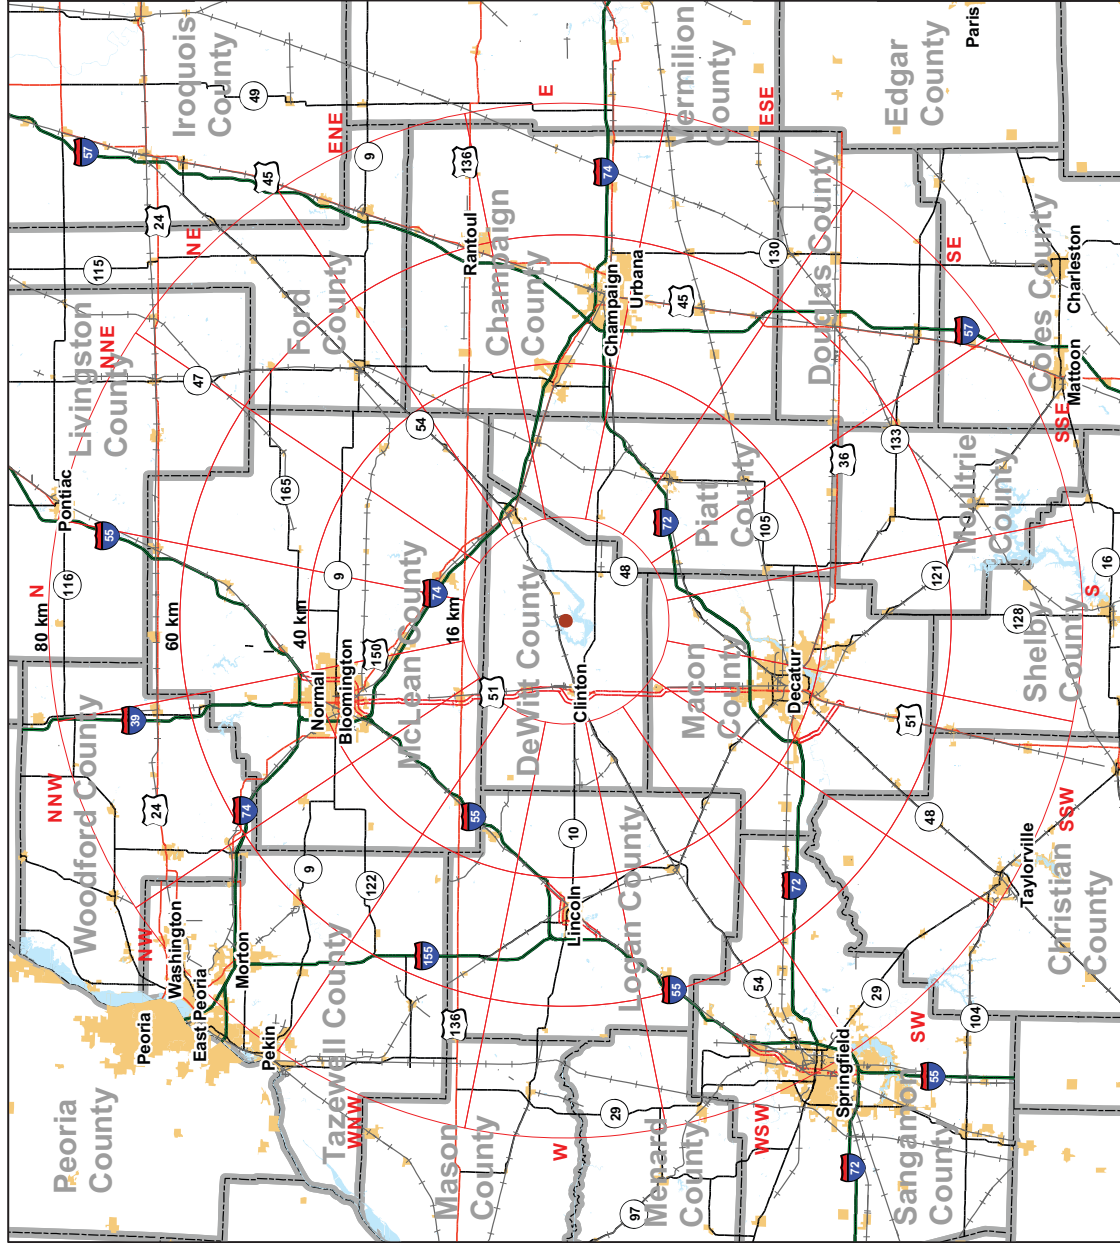 80 km N
Peoria
County
Woodford County
NNW
Pontiac
116
Livingston
County
57
115
NNE
55
39
Peoria
NW
Washington
24
60 km
24
NE
Iroquois
County
East Peoria
Morton
47
49
45
Pekin
74
165
40 km
Ford
County
ENE
Tazewell County
WNW
9
Normal
Bloomington
9
9
122
150
McLean County
155
74
54
Mason
County
136
16 km
Rantoul
136
55
51
Champaign
County
DeWitt County
E
W
Lincoln
10
Clinton
Champaign
Urbana
74
29
Logan County
48
97
Menard
County
55
Macon
County
72
Piatt
County
45
Vermilion
County
WSW
54
105
130
ESE
72
Decatur
Springfield
72
36
Douglas County
29
Sangamon
County
SW
55
48
51
121
133
Edgar
County
SE
104
Moultrie
County
57
Paris
Taylorville
128
Shelby
County
Christian
County
SSW
S
16
SSE
Mattoon
Coles County
Charleston